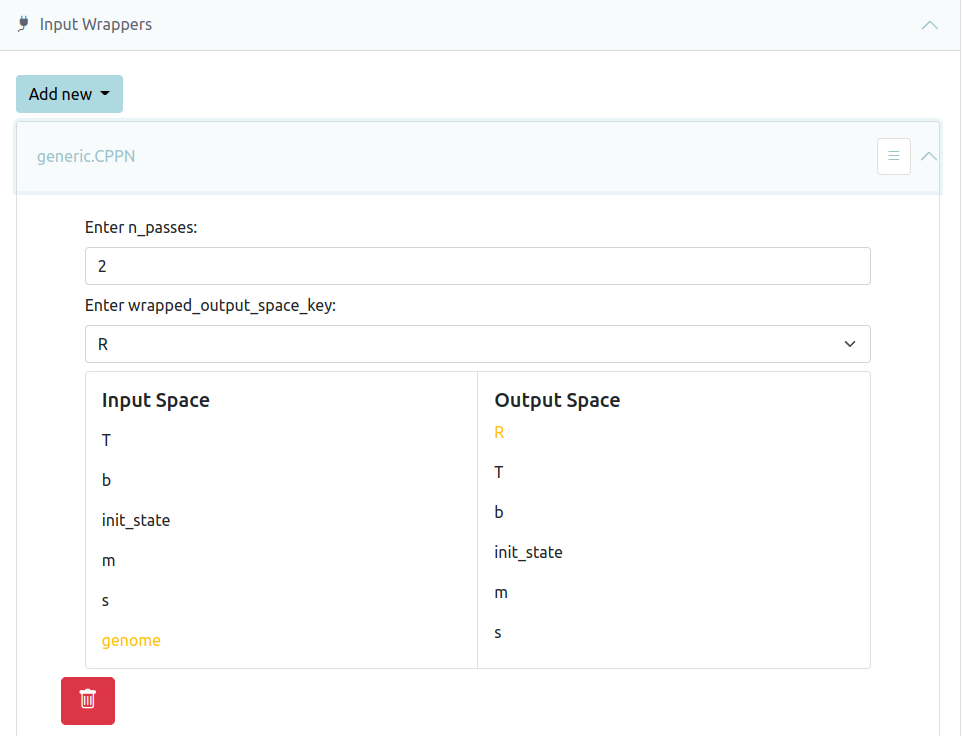 Input Wrappers
Add new
generic.CPPN
Enter n_passes:
2
Enter wrapped_output_space_key:
R
Input Space
T
b
init_state
m
s
genome
Output Space
R
T
b
init_state
m
s